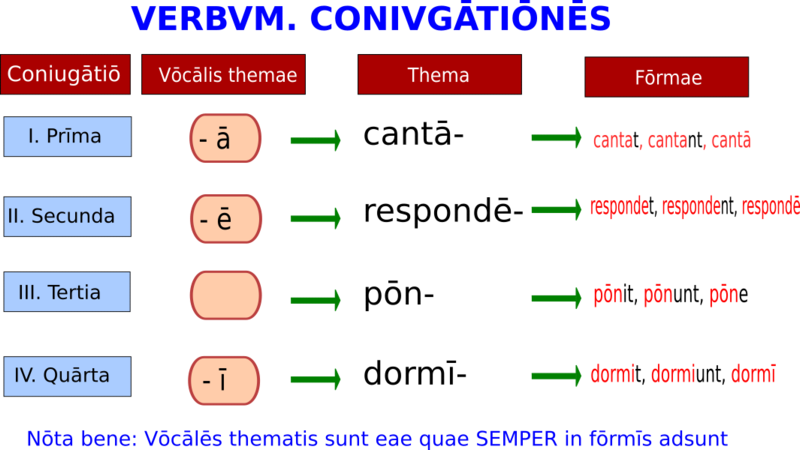 VERBVM. CONIVGĀTIŌNĒS
Coniugātiō Vōcālis themae Thema Fōrmae
I. Prīma - ā cantā- cantat, cantant, cantā
II. Secunda - ē respondē- respondet, respondent, respondē
III. Tertia pōn- pōnit, pōnunt, pōne
IV. Quārta - ī dormī- dormit, dormiunt, dormī
Nōta bene: Vōcālēs thematis sunt eae quae SEMPER in fōrmīs adsunt